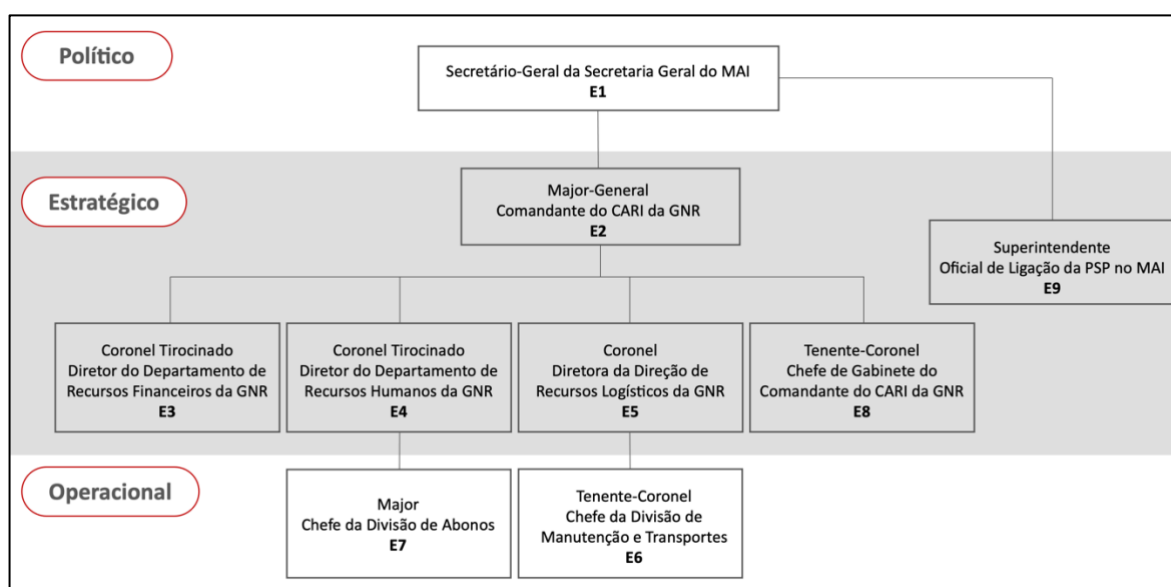 Político
Secretário-Geral da Secretaria Geral do MAI
E1
Estratégico
Major-General
Comandante do CARI da GNR
E2
Superintendente
Oficial de Ligação da PSP no MAI
E9
Coronel Tirocinado
Diretor do Departamento de
Recursos Financeiros da GNR
E3
Coronel Tirocinado
Diretor do Departamento de
Recursos Humanos da GNR
E4
Coronel
Diretora da Direção de
Recursos Logísticos da GNR
E5
Tenente-Coronel
Chefe de Gabinete do
Comandante do CARI da GNR
E8
Operacional
Major
Chefe da Divisão de Abonos
E7
Tenente-Coronel
Chefe da Divisão de
Manutenção e Transportes
E6